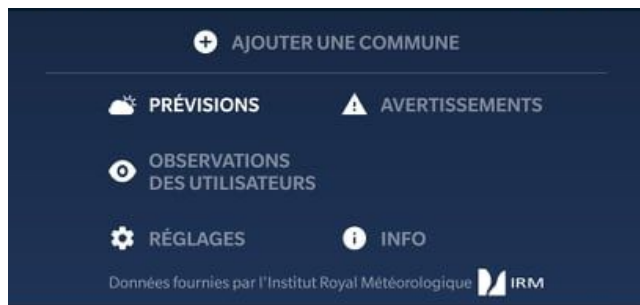 AJOUTER UNE COMMUNE
PRÉVISIONS
AVERTISSEMENTS
OBSERVATIONS
DES UTILISATEURS
RÉGLAGES
INFO
Données fournies par l'Institut Royal Météorologique IRM